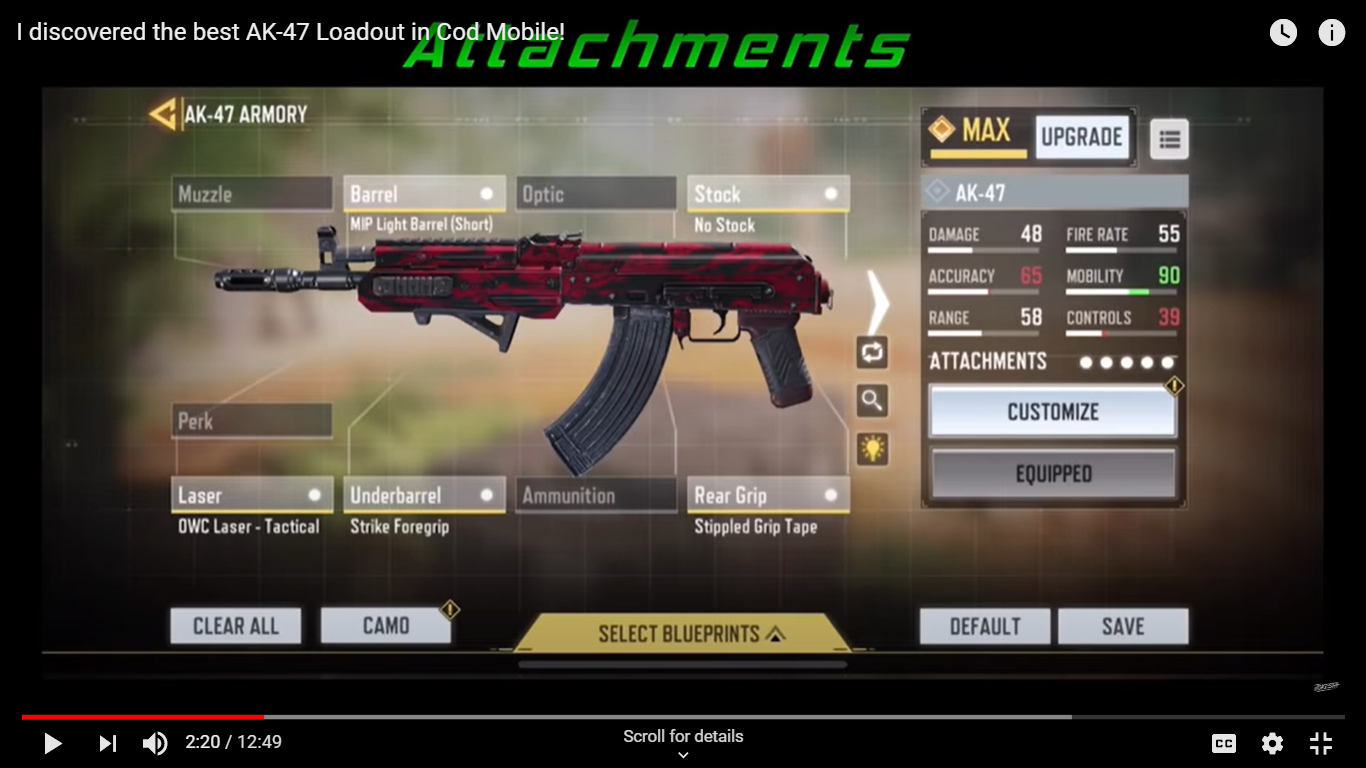 I discovered the best AK-47 Loadout in Cod Mobile!
Attachments
AK-47 ARMORY
MAX
UPGRADE
Muzzle
Barrel
MIP Light Barrel (Short)
Optic
Stock
No Stock
AK-47
DAMAGE 48
FIRE RATE 55
ACCURACY 65
MOBILITY 90
RANGE 58
CONTROLS 39
ATTACHMENTS
CUSTOMIZE
EQUIPPED
Perk
Laser
OWC Laser - Tactical
Underbarrel
Strike Foregrip
Ammunition
Rear Grip
Stippled Grip Tape
CLEAR ALL
CAMO
SELECT BLUEPRINTS
DEFAULT
SAVE
2:20 / 12:49
Scroll for details
CC